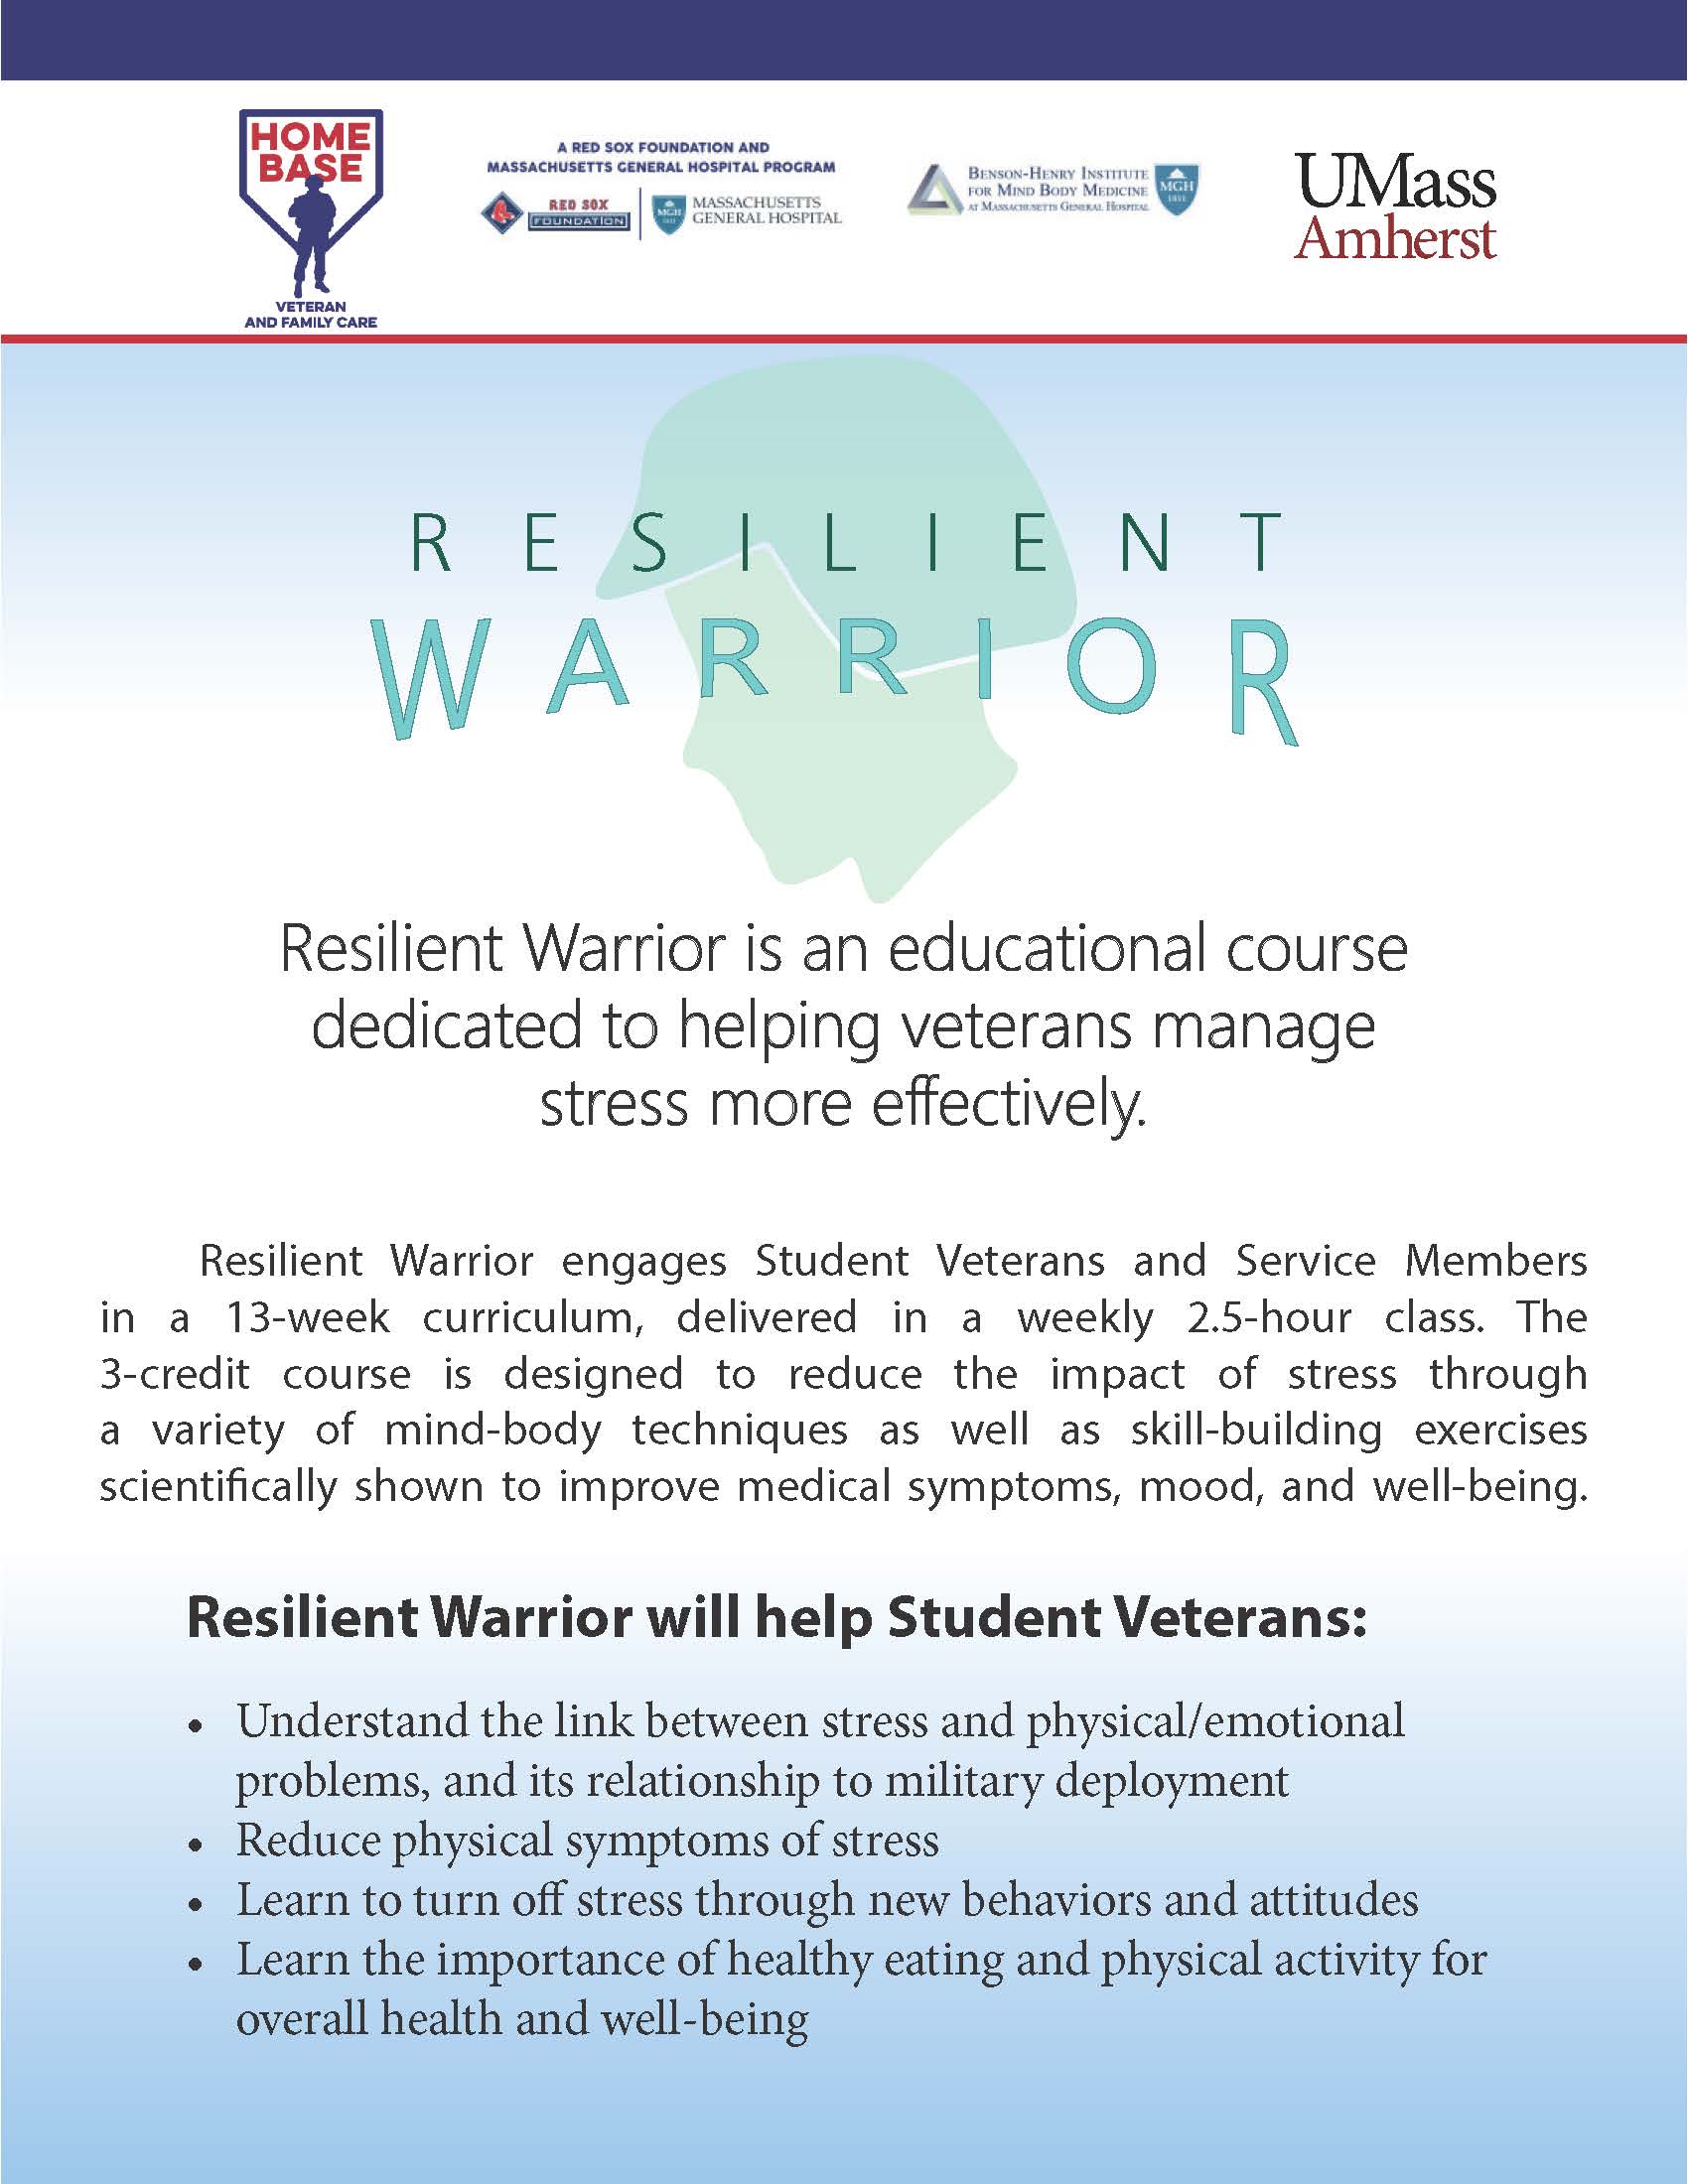 HOME
BASE
VETERAN
AND FAMILY CARE
A RED SOX FOUNDATION AND
MASSACHUSETTS GENERAL HOSPITAL PROGRAM
RED SOX
FOUNDATION
MGH
1811
MASSACHUSETTS
GENERAL HOSPITAL
BENSON-HENRY INSTITUTE
FOR MIND BODY MEDICINE
AT MASSACHUSETTS GENERAL HOSPITAL
MGH
1811
UMass
Amherst
RESILIENT
WARRIOR
Resilient Warrior is an educational course
dedicated to helping veterans manage
stress more effectively.
Resilient Warrior engages Student Veterans and Service Members
in a 13-week curriculum, delivered in a weekly 2.5-hour class. The
3-credit course is designed to reduce the impact of stress through
a variety of mind-body techniques as well as skill-building exercises
scientifically shown to improve medical symptoms, mood, and well-being.
Resilient Warrior will help Student Veterans:
• Understand the link between stress and physical/emotional
problems, and its relationship to military deployment
• Reduce physical symptoms of stress
• Learn to turn off stress through new behaviors and attitudes
• Learn the importance of healthy eating and physical activity for
overall health and well-being